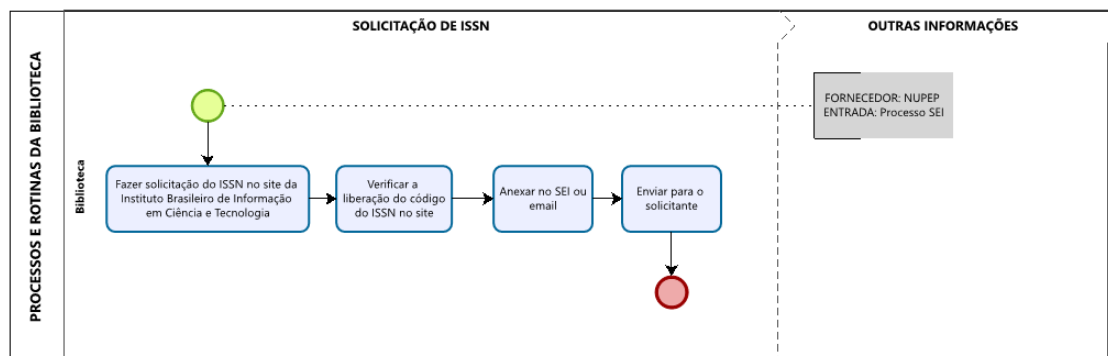 PROCESSOS E ROTINAS DA BIBLIOTECA
SOLICITAÇÃO DE ISSN
OUTRAS INFORMAÇÕES
Biblioteca
FORNECEDOR: NUPEP
ENTRADA: Processo SEI
Fazer solicitação do ISSN no site da
Instituto Brasileiro de Informação
em Ciência e Tecnologia
Verificar a
liberação do código
do ISSN no site
Anexar no SEI ou
email
Enviar para o
solicitante